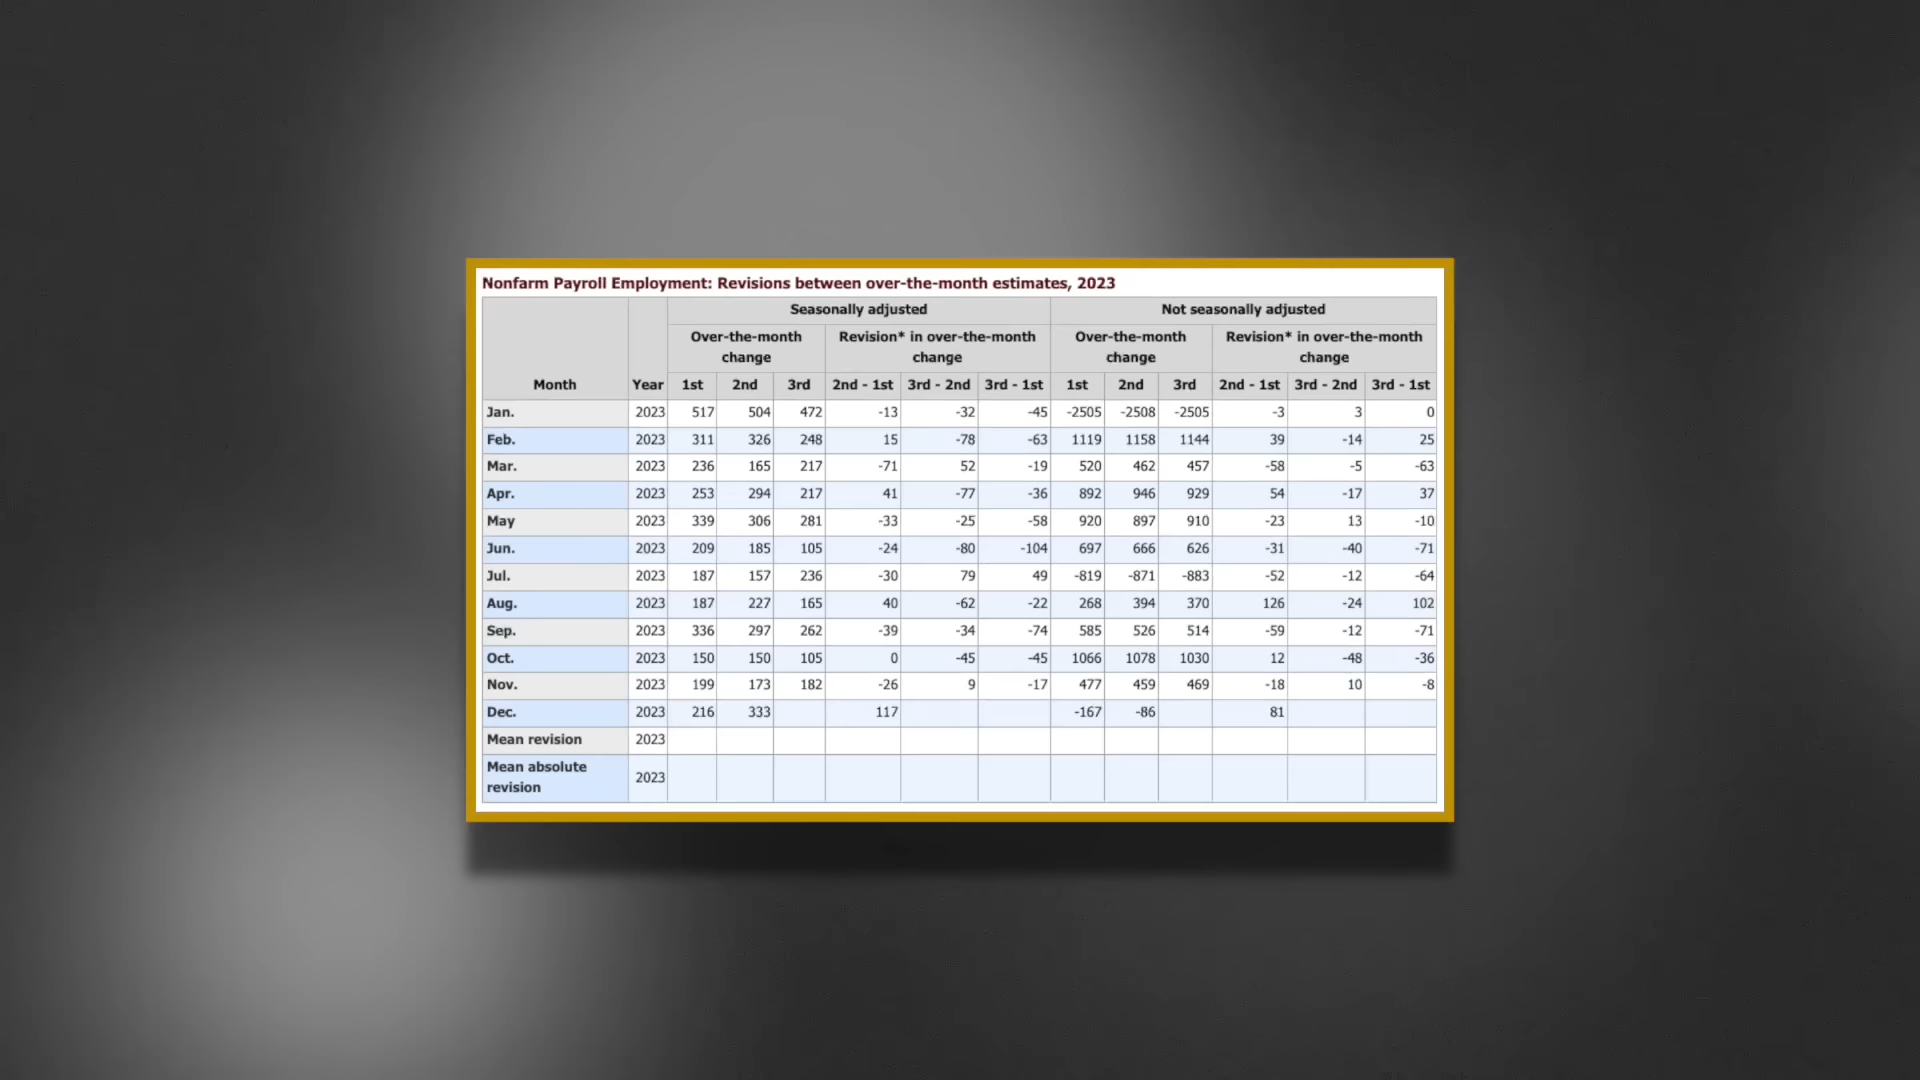 Nonfarm Payroll Employment: Revisions between over-the-month estimates, 2023
Seasonally adjusted Not seasonally adjusted
Over-the-month change Revision* in over-the-month change Over-the-month change Revision* in over-the-month change
Month Year 1st 2nd 3rd 2nd - 1st 3rd - 2nd 3rd - 1st 1st 2nd 3rd 2nd - 1st 3rd - 2nd 3rd - 1st
Jan. 2023 517 504 472 -13 -32 -45 -2505 -2508 -2505 -3 3 0
Feb. 2023 311 326 248 15 -78 -63 1119 1158 1144 39 -14 25
Mar. 2023 236 165 217 -71 52 -19 520 462 457 -58 -5 -63
Apr. 2023 253 294 217 41 -77 -36 892 946 929 54 -17 37
May 2023 339 306 281 -33 -25 -58 920 897 910 -23 13 -10
Jun. 2023 209 185 105 -24 -80 -104 697 666 626 -31 -40 -71
Jul. 2023 187 157 236 -30 79 49 -819 -871 -883 -52 -12 -64
Aug. 2023 187 227 165 40 -62 -22 268 394 370 126 -24 102
Sep. 2023 336 297 262 -39 -34 -74 585 526 514 -59 -12 -71
Oct. 2023 150 150 105 0 -45 -45 1066 1078 1030 12 -48 -36
Nov. 2023 199 173 182 -26 9 -17 477 459 469 -18 10 -8
Dec. 2023 216 333 117 -167 -86 81
Mean revision 2023
Mean absolute revision 2023